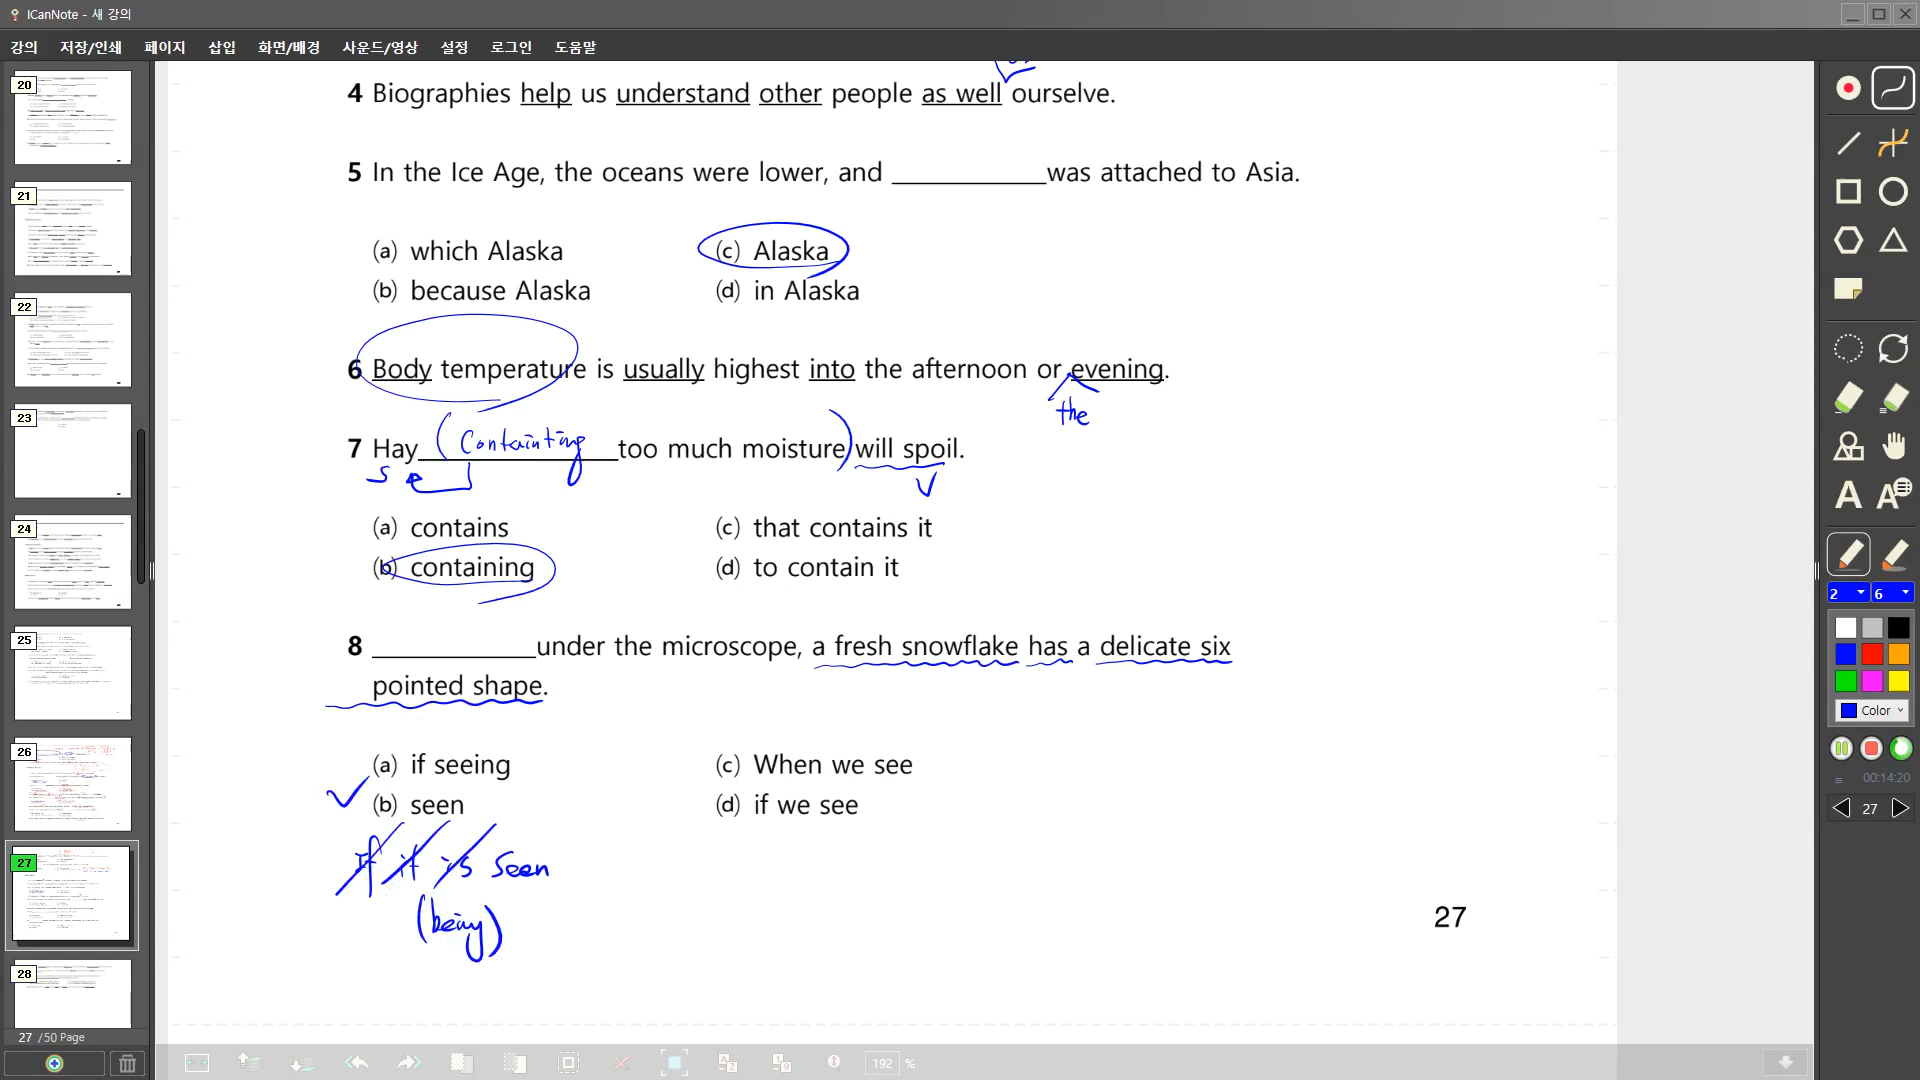 ICanNote - 새 강의
강의 저장/인쇄 페이지 삽입 화면/배경 사운드/영상 설정 로그인 도움말
20
21
22
23
24
25
26
27
28
27 /50 Page
4 Biographies help us understand other people as well ourselve.
5 In the Ice Age, the oceans were lower, and ____________was attached to Asia.
(a) which Alaska (c) Alaska
(b) because Alaska (d) in Alaska
6 Body temperature is usually highest into the afternoon or evening.
the
7 Hay (Containting too much moisture) will spoil.
S V
(a) contains (c) that contains it
(b) containing (d) to contain it
8 ____________under the microscope, a fresh snowflake has a delicate six
pointed shape.
(a) if seeing (c) When we see
(b) seen (d) if we see
If it is seen
(being)
27
2 6
Color
00:14:20
27
192 %